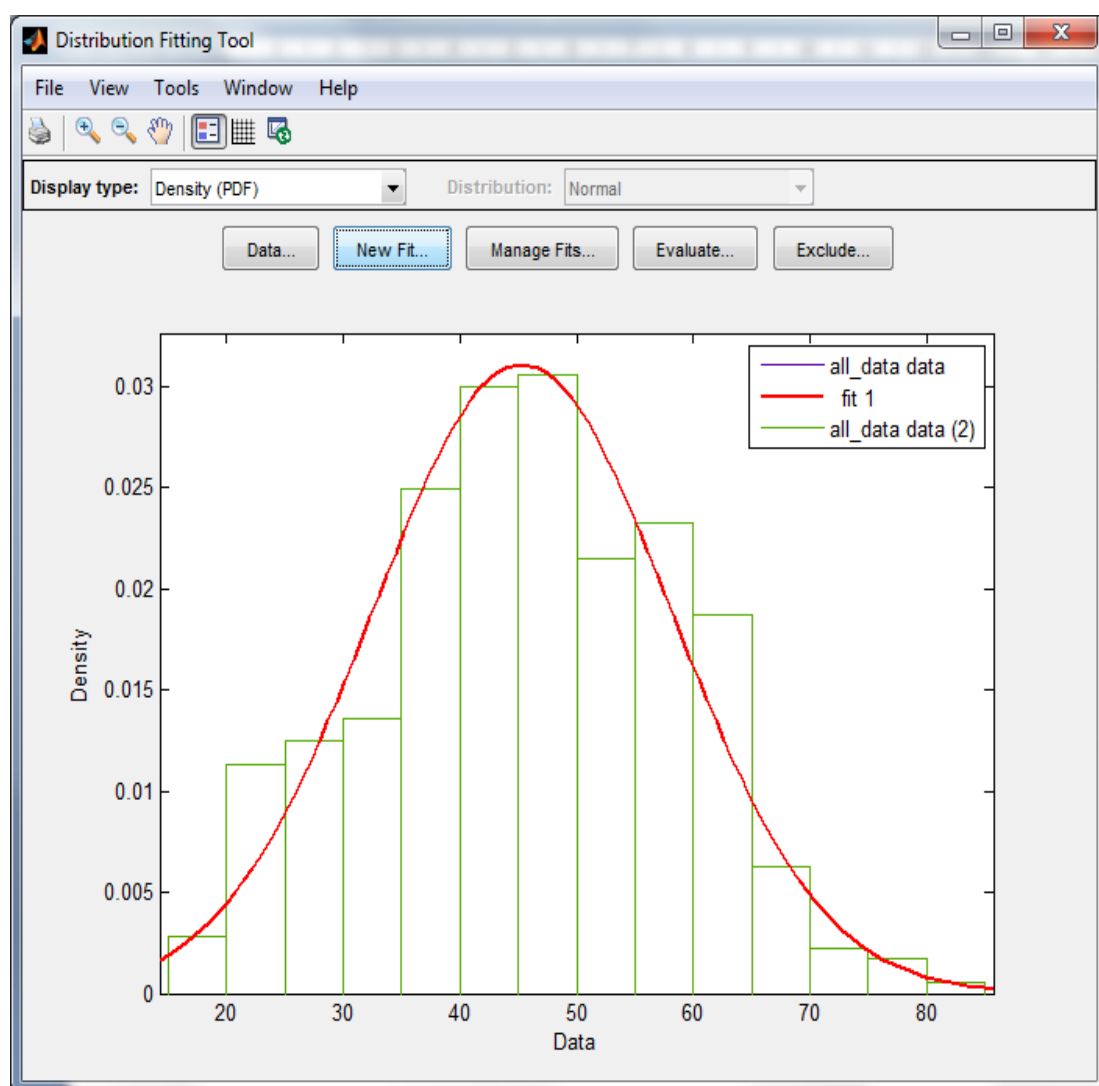 Distribution Fitting Tool
File View Tools Window Help
Display type: Density (PDF) Distribution: Normal
Data... New Fit... Manage Fits... Evaluate... Exclude...
all_data data
fit 1
all_data data (2)
0.03
0.025
0.02
0.015
0.01
0.005
0
Density
20 30 40 50 60 70 80
Data